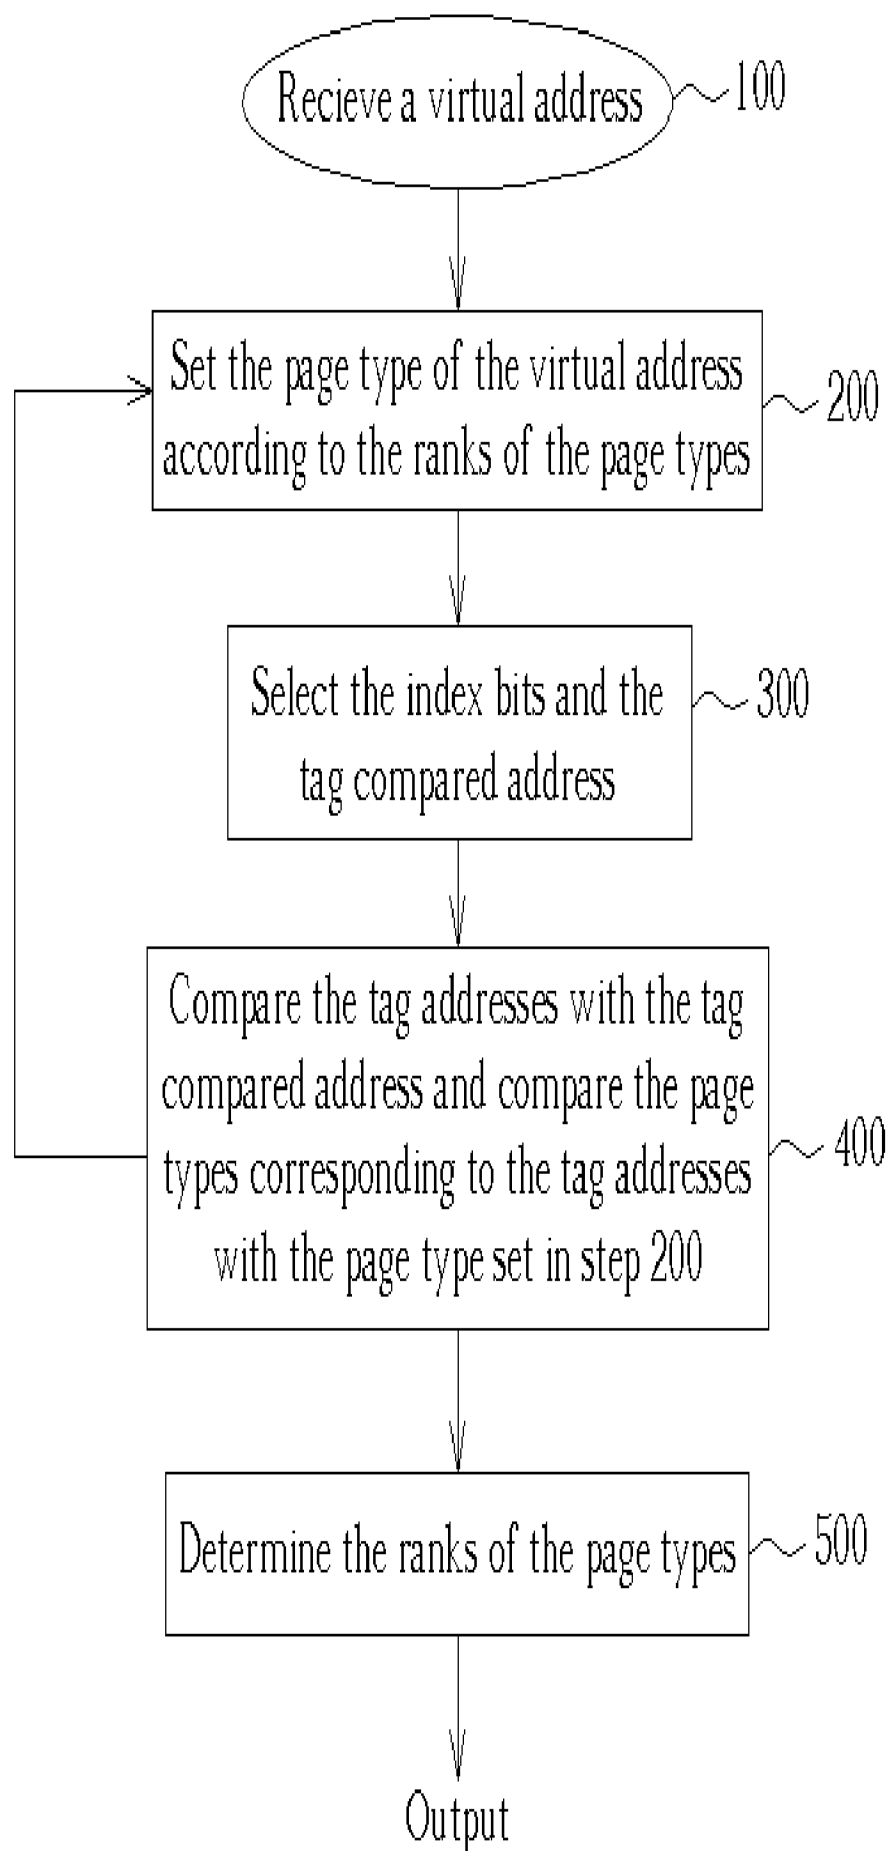 Recieve a virtual address
100
Set the page type of the virtual address
according to the ranks of the page types
200
Select the index bits and the
tag compared address
300
Compare the tag addresses with the tag
compared address and compare the page
types corresponding to the tag addresses
with the page type set in step 200
400
Determine the ranks of the page types
500
Output